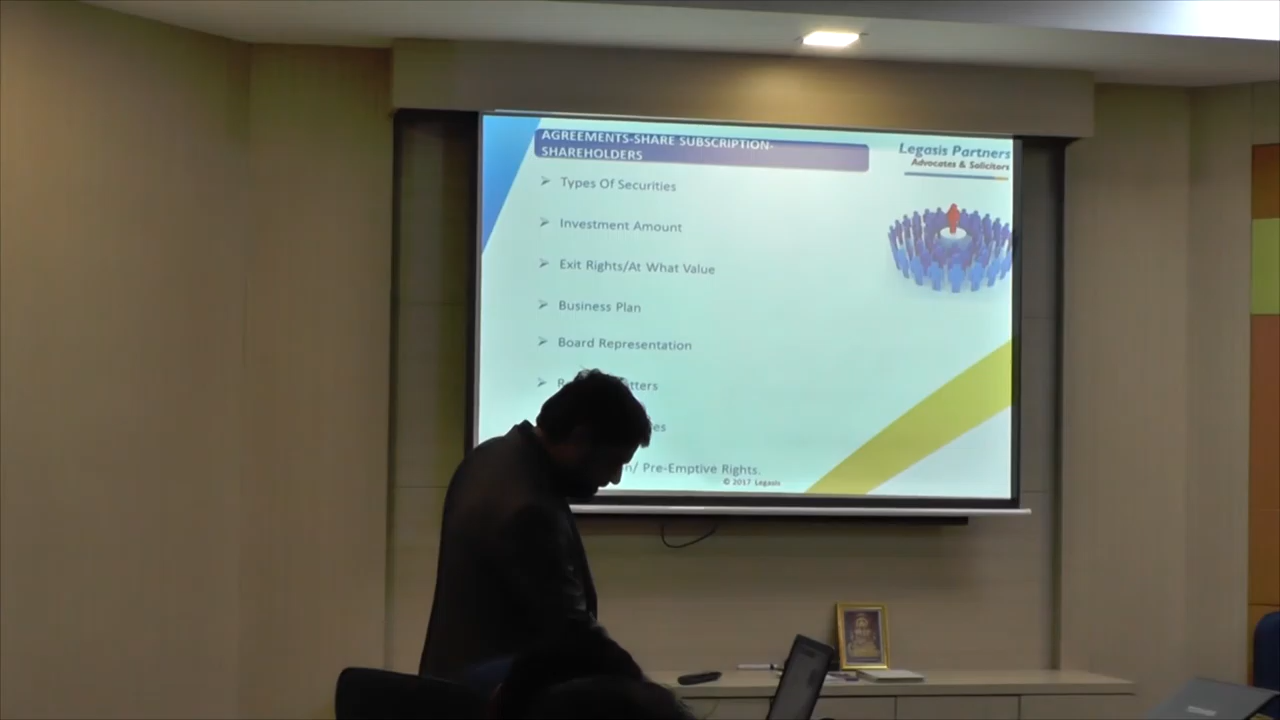 AGREEMENTS-SHARE SUBSCRIPTION-
SHAREHOLDERS
Legasis Partners
Advocates & Solicitors
Types Of Securities
Investment Amount
Exit Rights/At What Value
Business Plan
Board Representation
Pre-Emptive Rights.
© 2017 Legasis